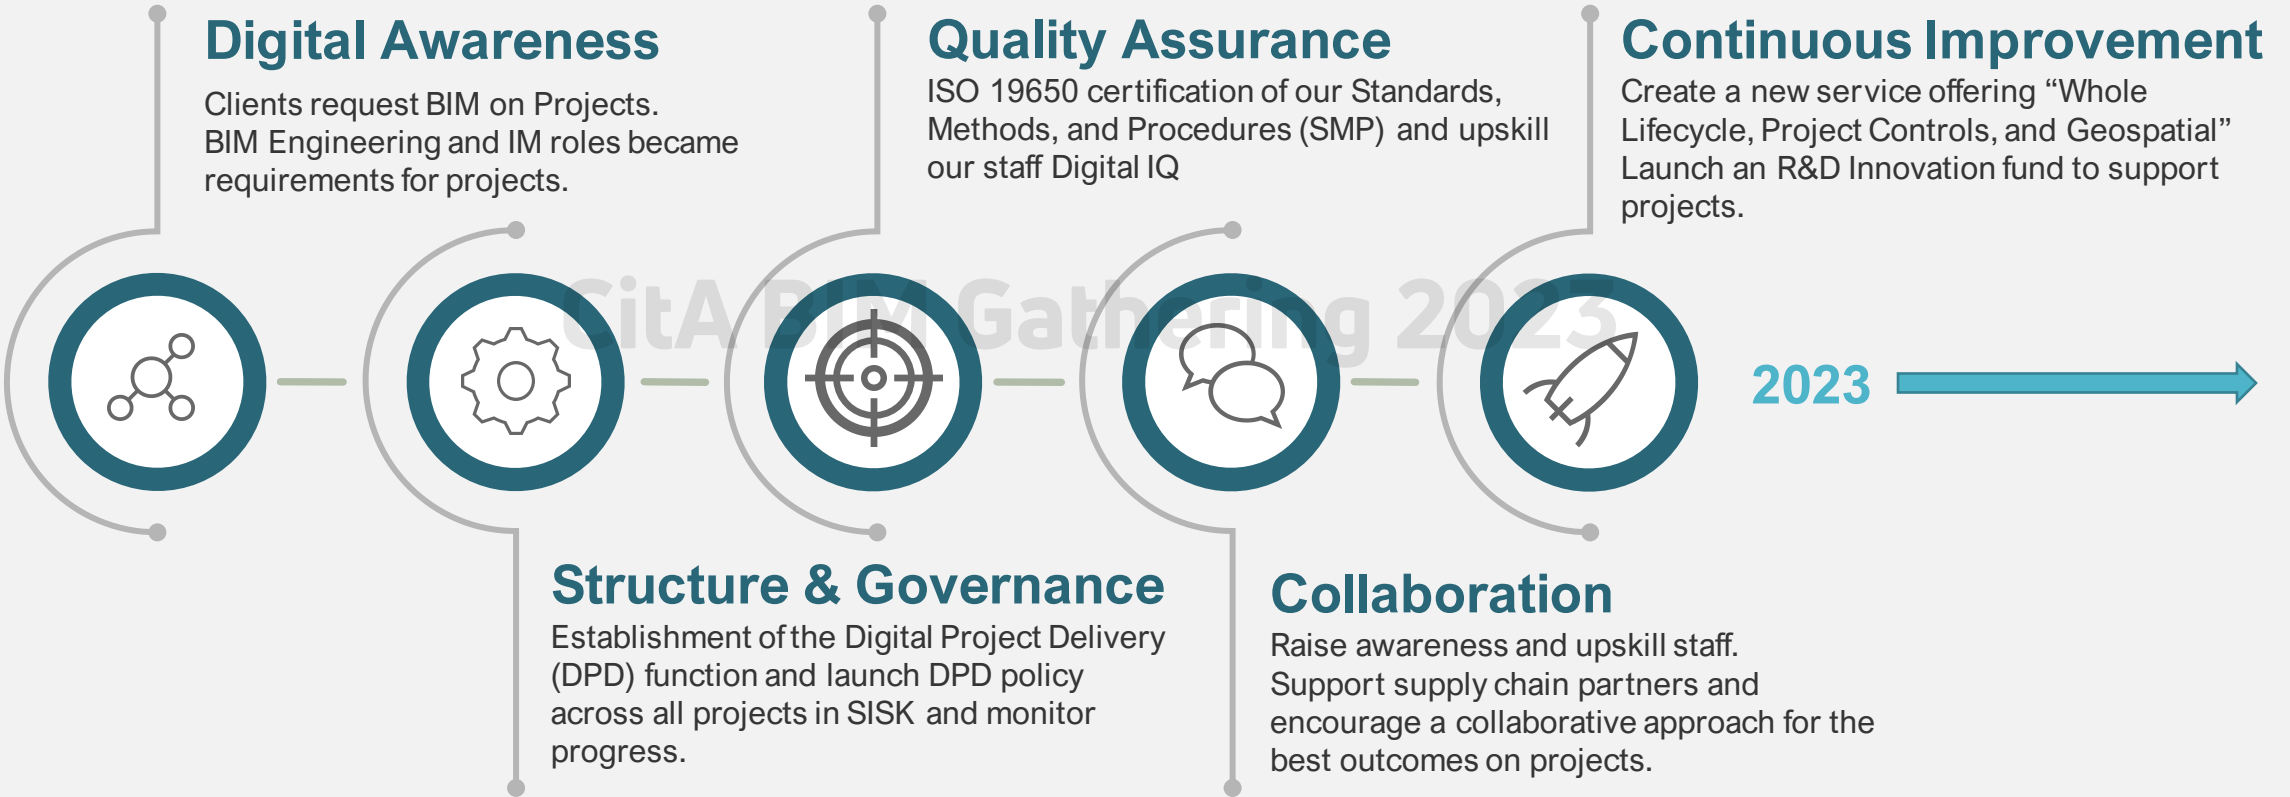 Digital Awareness
Clients request BIM on Projects.
BIM Engineering and IM roles became
requirements for projects.
Quality Assurance
ISO 19650 certification of our Standards,
Methods, and Procedures (SMP) and upskill
our staff Digital IQ
Continuous Improvement
Create a new service offering “Whole
Lifecycle, Project Controls, and Geospatial”
Launch an R&D Innovation fund to support
projects.
CitA BIM Gathering 2023
2023
Structure & Governance
Establishment of the Digital Project Delivery
(DPD) function and launch DPD policy
across all projects in SISK and monitor
progress.
Collaboration
Raise awareness and upskill staff.
Support supply chain partners and
encourage a collaborative approach for the
best outcomes on projects.